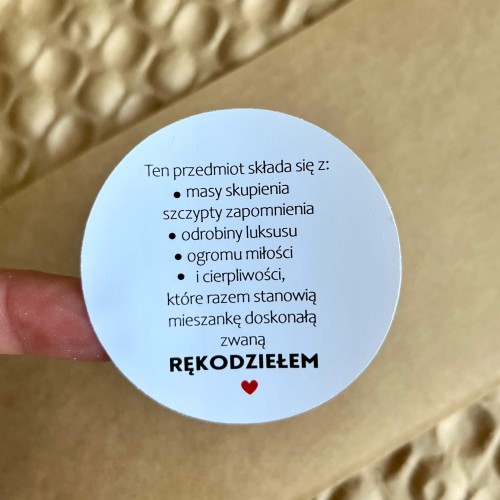 Ten przedmiot składa się z:
• masy skupienia
szczypty zapomnienia
• odrobiny luksusu
• ogromu miłości
• i cierpliwości,
które razem stanowią
mieszankę doskonałą
zwaną
RĘKODZIEŁEM